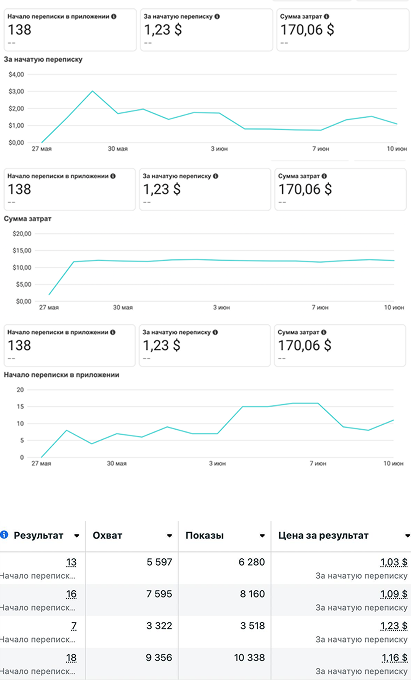 Начало переписки в приложении За начатую переписку Сумма затрат
138 1,23 $ 170,06 $
-- -- --
За начатую переписку
$4,00
$3,00
$2,00
$1,00
$0,00
27 мая 30 мая 3 июн 7 июн 10 июн
Начало переписки в приложении За начатую переписку Сумма затрат
138 1,23 $ 170,06 $
-- -- --
Сумма затрат
$20,00
$15,00
$10,00
$5,00
$0,00
27 мая 30 мая 3 июн 7 июн 10 июн
Начало переписки в приложении За начатую переписку Сумма затрат
138 1,23 $ 170,06 $
-- -- --
Начало переписки в приложении
20
15
10
5
0
27 мая 30 мая 3 июн 7 июн 10 июн
Результат Охват Показы Цена за результат
13 5 597 6 280 1,03 $
Начало переписк... За начатую переписку
16 7 595 8 160 1,09 $
Начало переписк... За начатую переписку
7 3 322 3 518 1,23 $
Начало переписк... За начатую переписку
18 9 356 10 338 1,16 $
Начало переписк... За начатую переписку